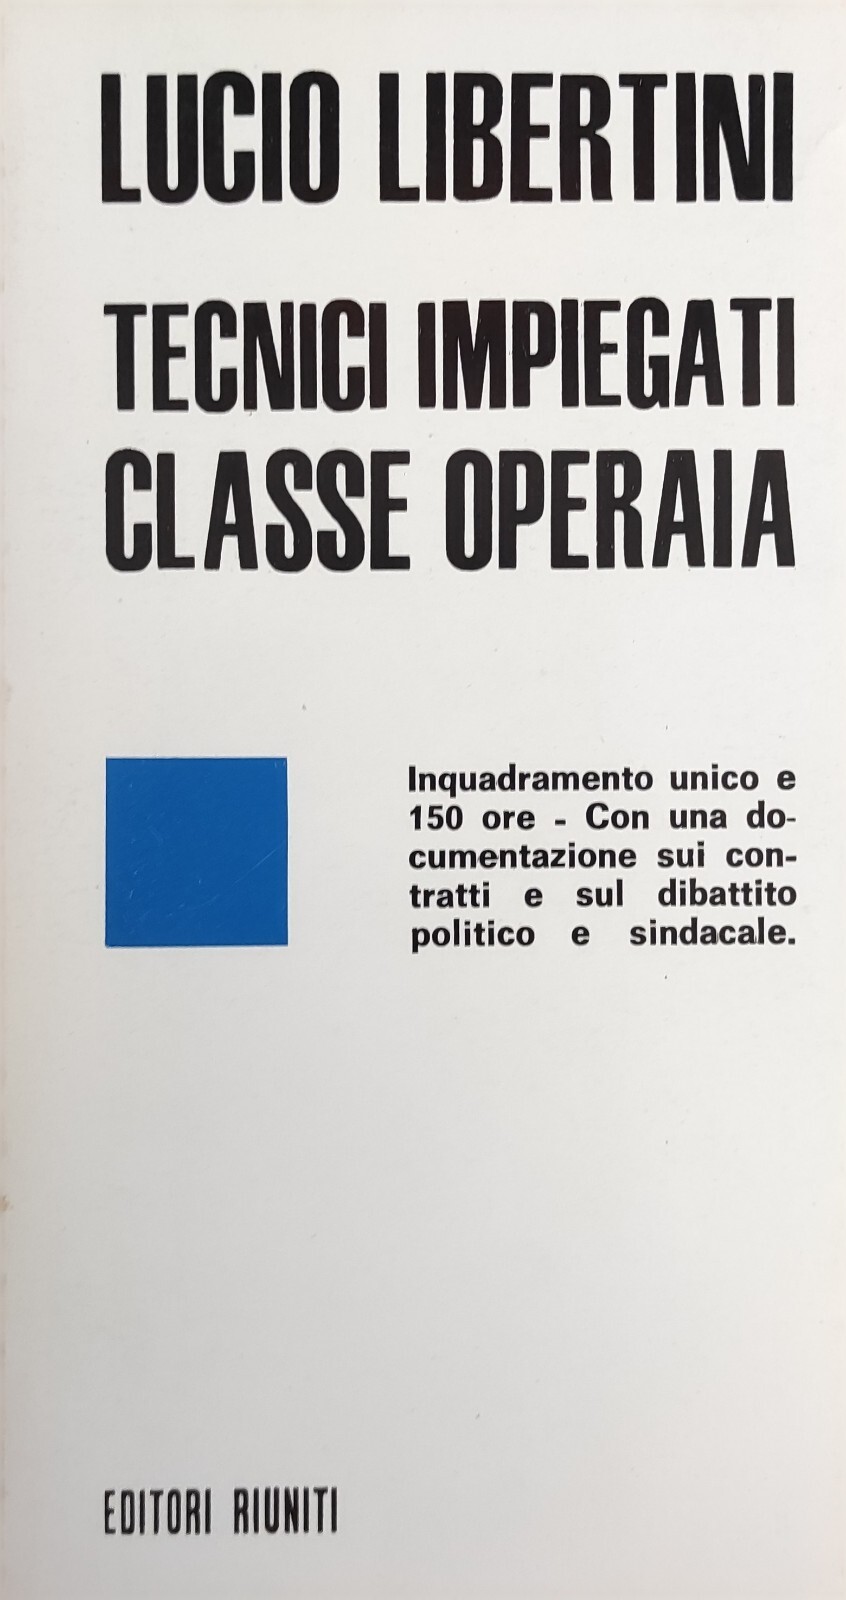 LUCIO LIBERTINI
TECNICI IMPIEGATI
CLASSE OPERAIA
Inquadramento unico e
150 ore - Con una do-
cumentazione sui con-
tratti e sul dibattito
politico e sindacale.
EDITORI RIUNITI